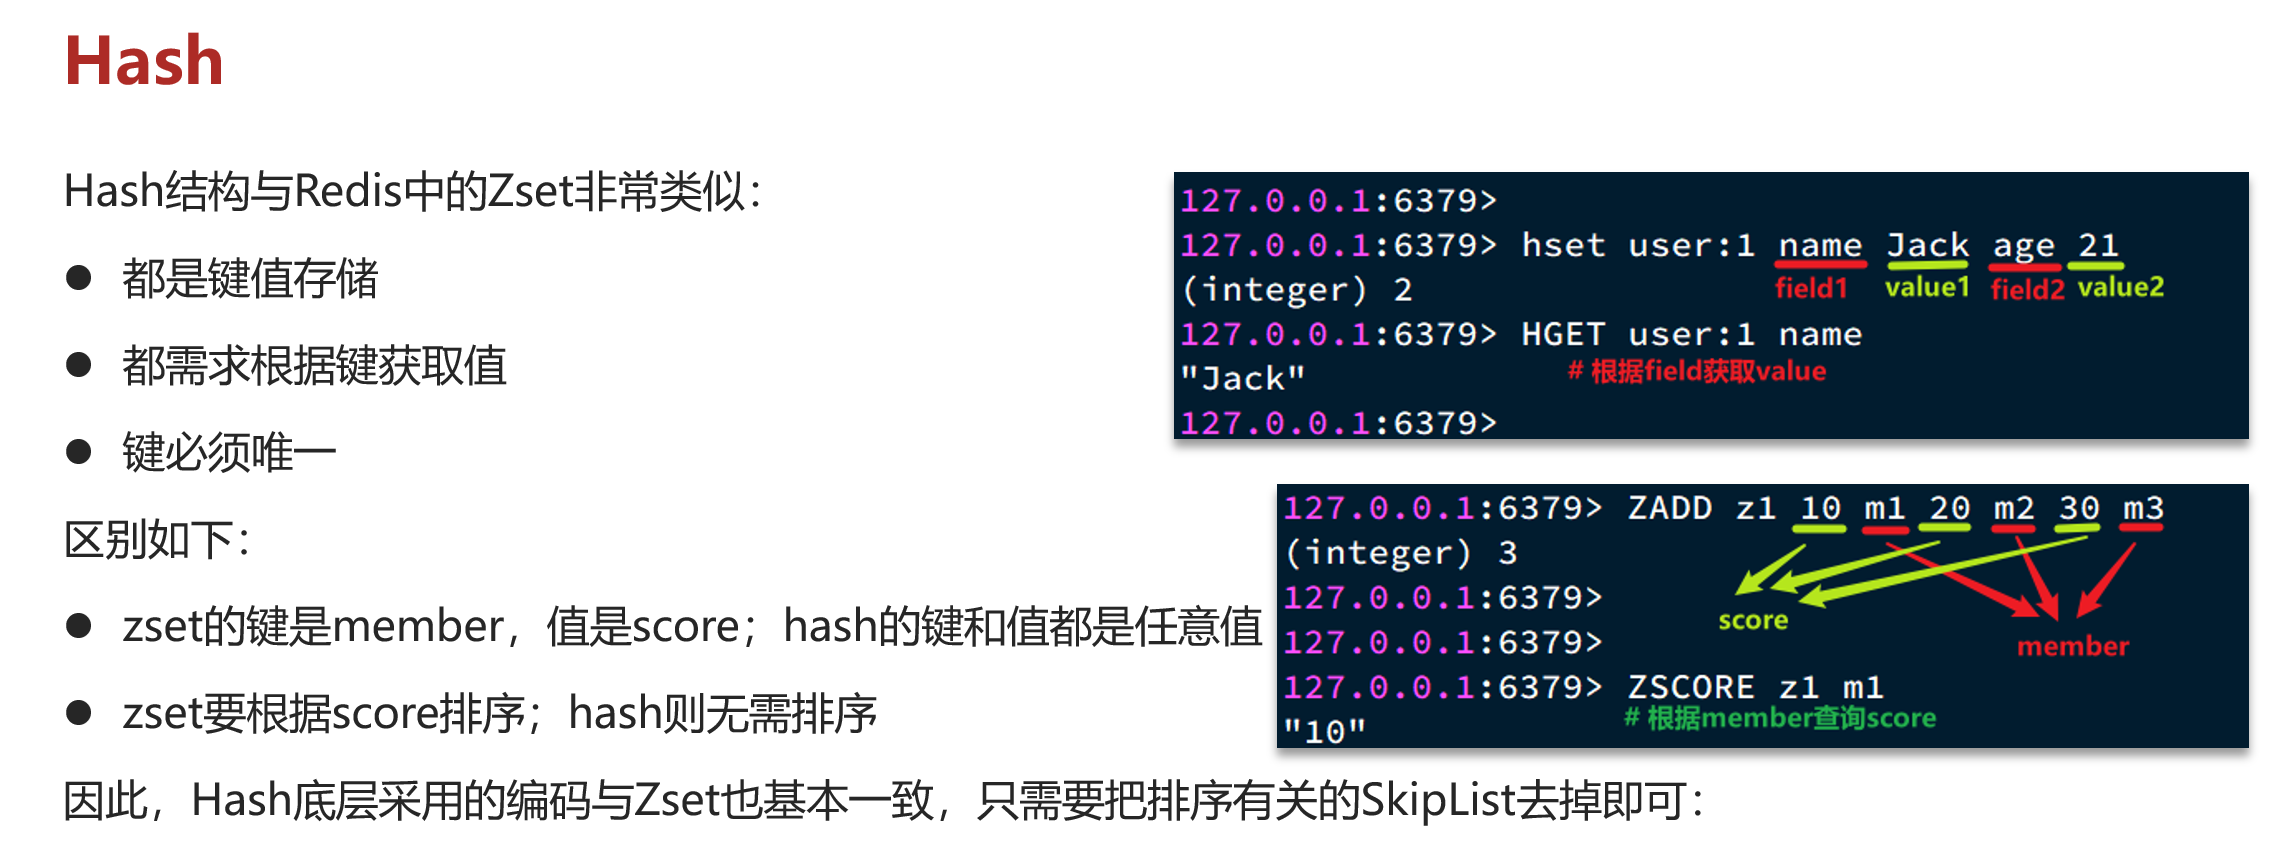 Hash
Hash结构与Redis中的Zset非常类似：
● 都是键值存储
● 都需求根据键获取值
● 键必须唯一
区别如下：
● zset的键是member，值是score；hash的键和值都是任意值
● zset要根据score排序；hash则无需排序
因此，Hash底层采用的编码与Zset也基本一致，只需要把排序有关的SkipList去掉即可：
127.0.0.1:6379>
127.0.0.1:6379> hset user:1 name Jack age 21
(integer) 2 field1 value1 field2 value2
127.0.0.1:6379> HGET user:1 name
"Jack" # 根据field获取value
127.0.0.1:6379>
127.0.0.1:6379> ZADD z1 10 m1 20 m2 30 m3
(integer) 3
127.0.0.1:6379>
score
127.0.0.1:6379>
member
127.0.0.1:6379> ZSCORE z1 m1
"10" # 根据member查询score